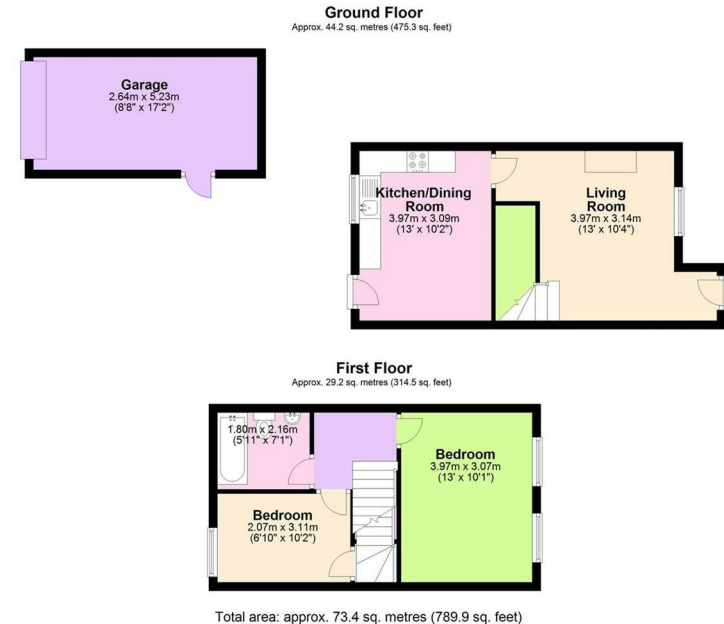 Ground Floor
Approx. 44.2 sq. metres (475.3 sq. feet)
Garage
2.64m x 5.23m
(8'8" x 17'2")
Kitchen/Dining
Room
3.97m x 3.09m
(13' x 10'2")
Living
Room
3.97m x 3.14m
(13' x 10'4")
First Floor
Approx. 29.2 sq. metres (314.5 sq. feet)
1.80m x 2.16m
(5'11" x 7'1")
Bedroom
3.97m x 3.07m
(13' x 10'1")
Bedroom
2.07m x 3.11m
(6'10" x 10'2")
Total area: approx. 73.4 sq. metres (789.9 sq. feet)